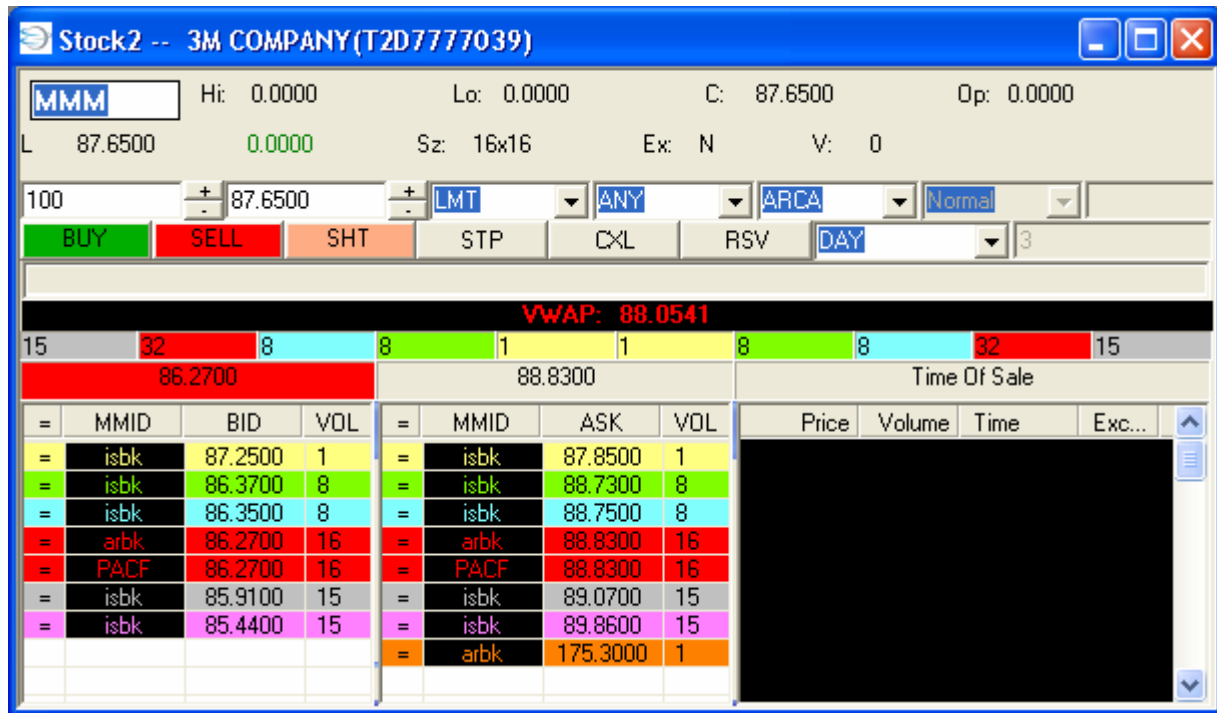 Stock2 -- 3M COMPANY(T2D7777039)
MMM Hi: 0.0000 Lo: 0.0000 C: 87.6500 Op: 0.0000
L 87.6500 0.0000 Sz: 16x16 Ex: N V: 0
100 + - 87.6500 + - LMT ANY ARCA Normal
BUY SELL SHT STP CXL RSV DAY 3
VWAP: 88.0541
15 32 8 8 1 1 8 8 32 15
86.2700 88.8300 Time Of Sale
= MMID BID VOL = MMID ASK VOL Price Volume Time Exc...
= isbk 87.2500 1 = isbk 87.8500 1
= isbk 86.3700 8 = isbk 88.7300 8
= isbk 86.3500 8 = isbk 88.7500 8
= arbk 86.2700 16 = arbk 88.8300 16
= PACF 86.2700 16 = PACF 88.8300 16
= isbk 85.9100 15 = isbk 89.0700 15
= isbk 85.4400 15 = isbk 89.8600 15
= arbk 175.3000 1